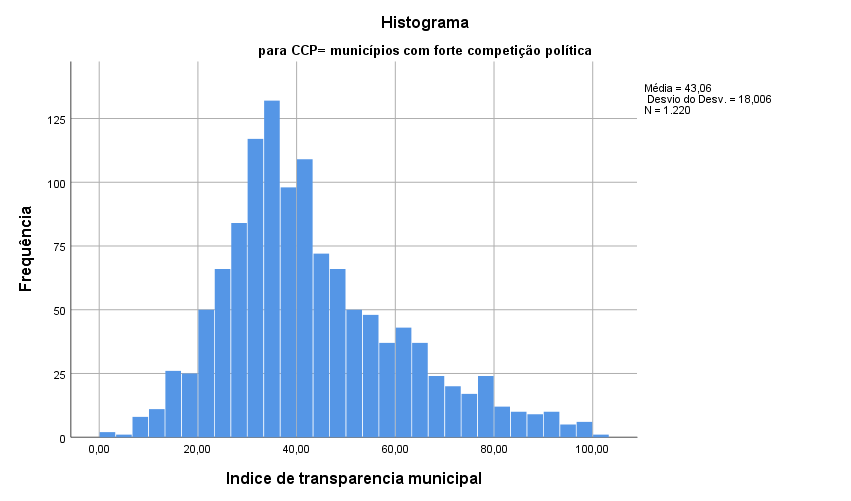 Histograma
para CCP= municípios com forte competição política
Média = 43,06
Desvio do Desv. = 18,006
N = 1.220
Frequência
125
100
75
50
25
0
0,00 20,00 40,00 60,00 80,00 100,00
Indice de transparencia municipal